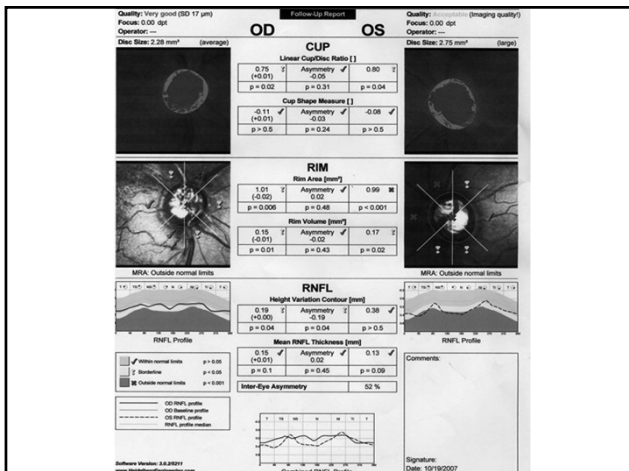 Quality: Very good (SD 17 µm)
Focus: 0.00 dpt
Operator: ---
Follow-Up Report
OD OS
Quality: Acceptable (Imaging quality!)
Focus: 0.00 dpt
Operator: ---
Disc Size: 2.28 mm² (average)
Disc Size: 2.75 mm² (large)
CUP
Linear Cup/Disc Ratio [ ]
0.75 Asymmetry 0.80
(+0.01) -0.05
p = 0.02 p = 0.31 p = 0.04
Cup Shape Measure [ ]
-0.11 Asymmetry -0.08
(+0.01) -0.03
p > 0.5 p = 0.24 p > 0.5
RIM
Rim Area [mm²]
1.01 Asymmetry 0.99
(-0.02) 0.02
p = 0.006 p = 0.48 p < 0.001
Rim Volume [mm³]
0.15 Asymmetry 0.17
(-0.01) -0.02
p = 0.01 p = 0.43 p = 0.02
MRA: Outside normal limits
MRA: Outside normal limits
RNFL
Height Variation Contour [mm]
0.19 Asymmetry 0.38
(+0.00) -0.19
p = 0.04 p = 0.04 p > 0.5
RNFL Profile
RNFL Profile
Mean RNFL Thickness [mm]
0.15 Asymmetry 0.13
(+0.01) 0.02
p = 0.1 p = 0.45 p = 0.09
Inter-Eye Asymmetry 52 %
Within normal limits p > 0.05
Borderline p < 0.05
Outside normal limits p < 0.001
OD RNFL profile
OD Baseline profile
OS RNFL profile
RNFL profile median
Comments:
Signature:
Date: 10/19/2007
Software Version: 3.0.2/0211
Combined RNFL Profile